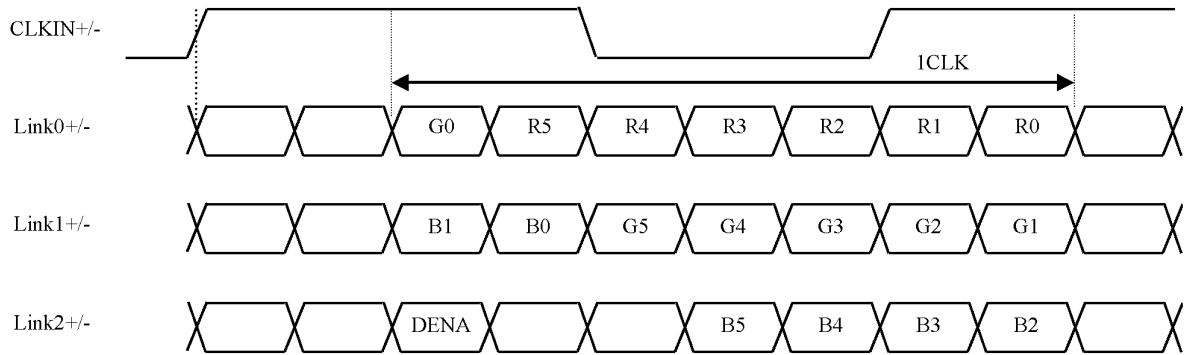 CLKIN+/-
1CLK
Link0+/- G0 R5 R4 R3 R2 R1 R0
Link1+/- B1 B0 G5 G4 G3 G2 G1
Link2+/- DENA B5 B4 B3 B2